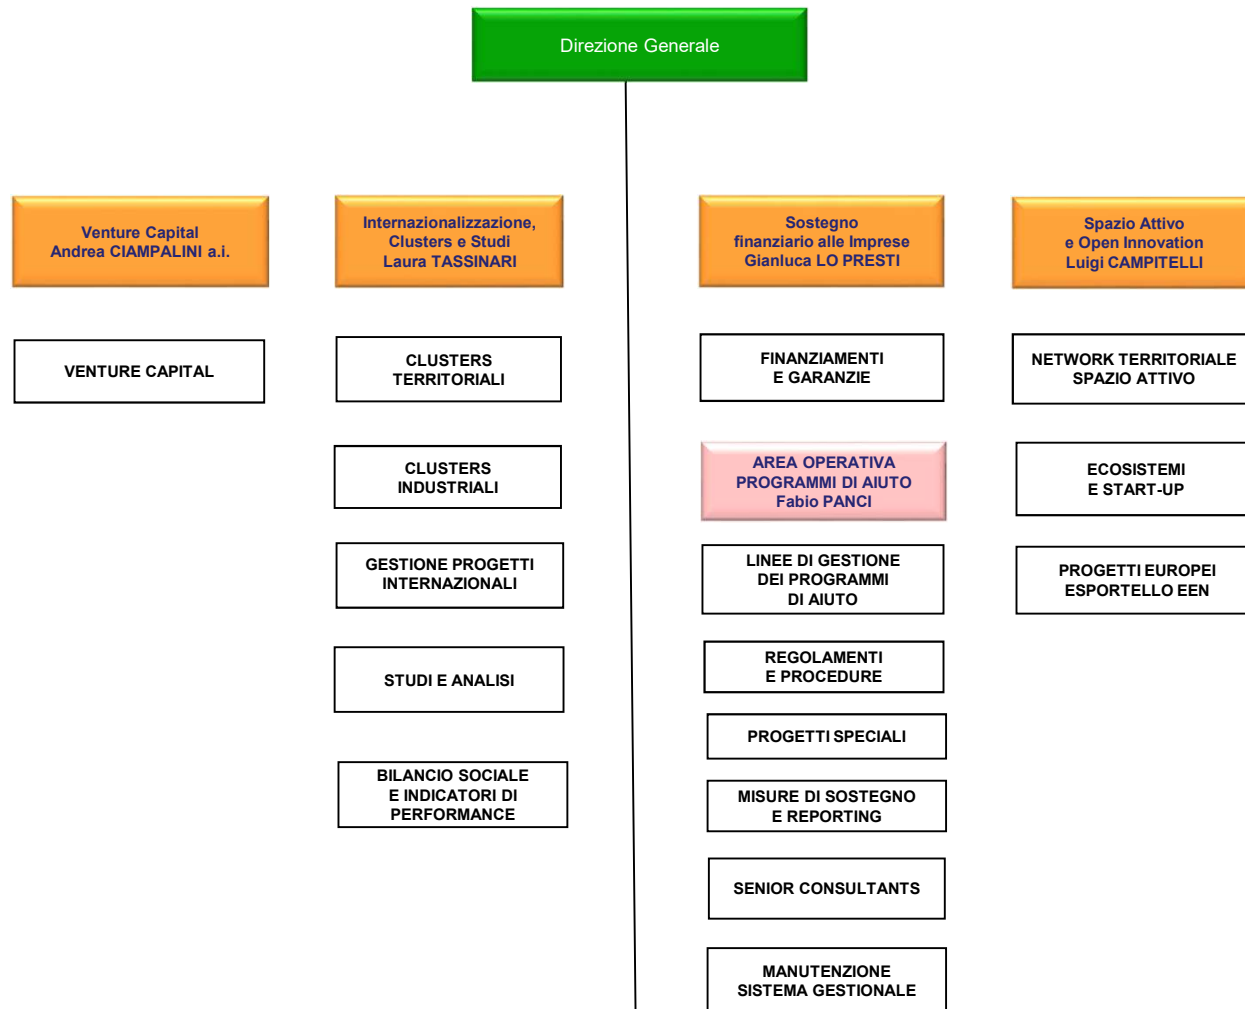 Direzione Generale
Venture Capital
Andrea CIAMPALINI a.i.
Internazionalizzazione,
Clusters e Studi
Laura TASSINARI
Sostegno
finanziario alle Imprese
Gianluca LO PRESTI
Spazio Attivo
e Open Innovation
Luigi CAMPITELLI
VENTURE CAPITAL
CLUSTERS
TERRITORIALI
CLUSTERS
INDUSTRIALI
GESTIONE PROGETTI
INTERNAZIONALI
STUDI E ANALISI
BILANCIO SOCIALE
E INDICATORI DI
PERFORMANCE
FINANZIAMENTI
E GARANZIE
AREA OPERATIVA
PROGRAMMI DI AIUTO
Fabio PANCI
LINEE DI GESTIONE
DEI PROGRAMMI
DI AIUTO
REGOLAMENTI
E PROCEDURE
PROGETTI SPECIALI
MISURE DI SOSTEGNO
E REPORTING
SENIOR CONSULTANTS
MANUTENZIONE
SISTEMA GESTIONALE
NETWORK TERRITORIALE
SPAZIO ATTIVO
ECOSISTEMI
E START-UP
PROGETTI EUROPEI
ESPORTELLO EEN